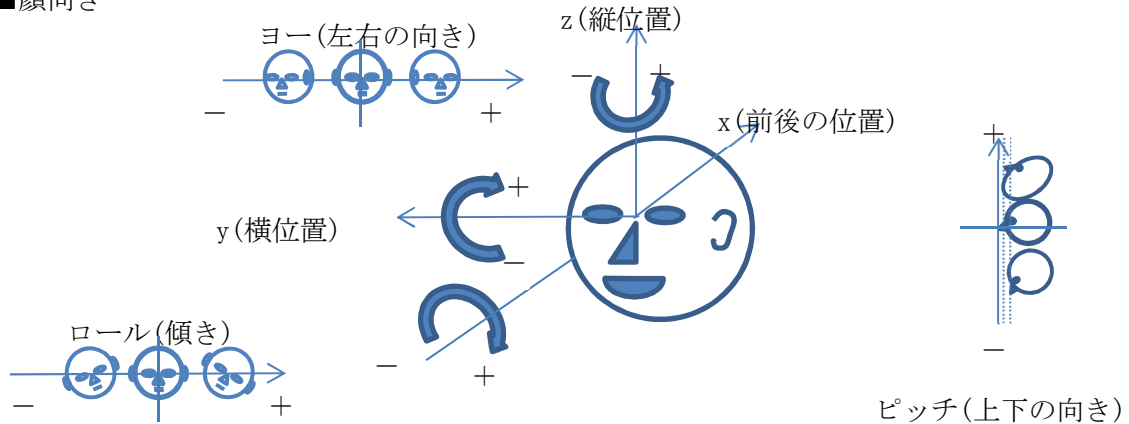 ■顔向き
z(縦位置)
ヨー(左右の向き)
－ ＋
－ ＋
x(前後の位置)
＋
＋
y(横位置)
－
ロール(傾き)
－ ＋
－ ＋
－
ピッチ(上下の向き)